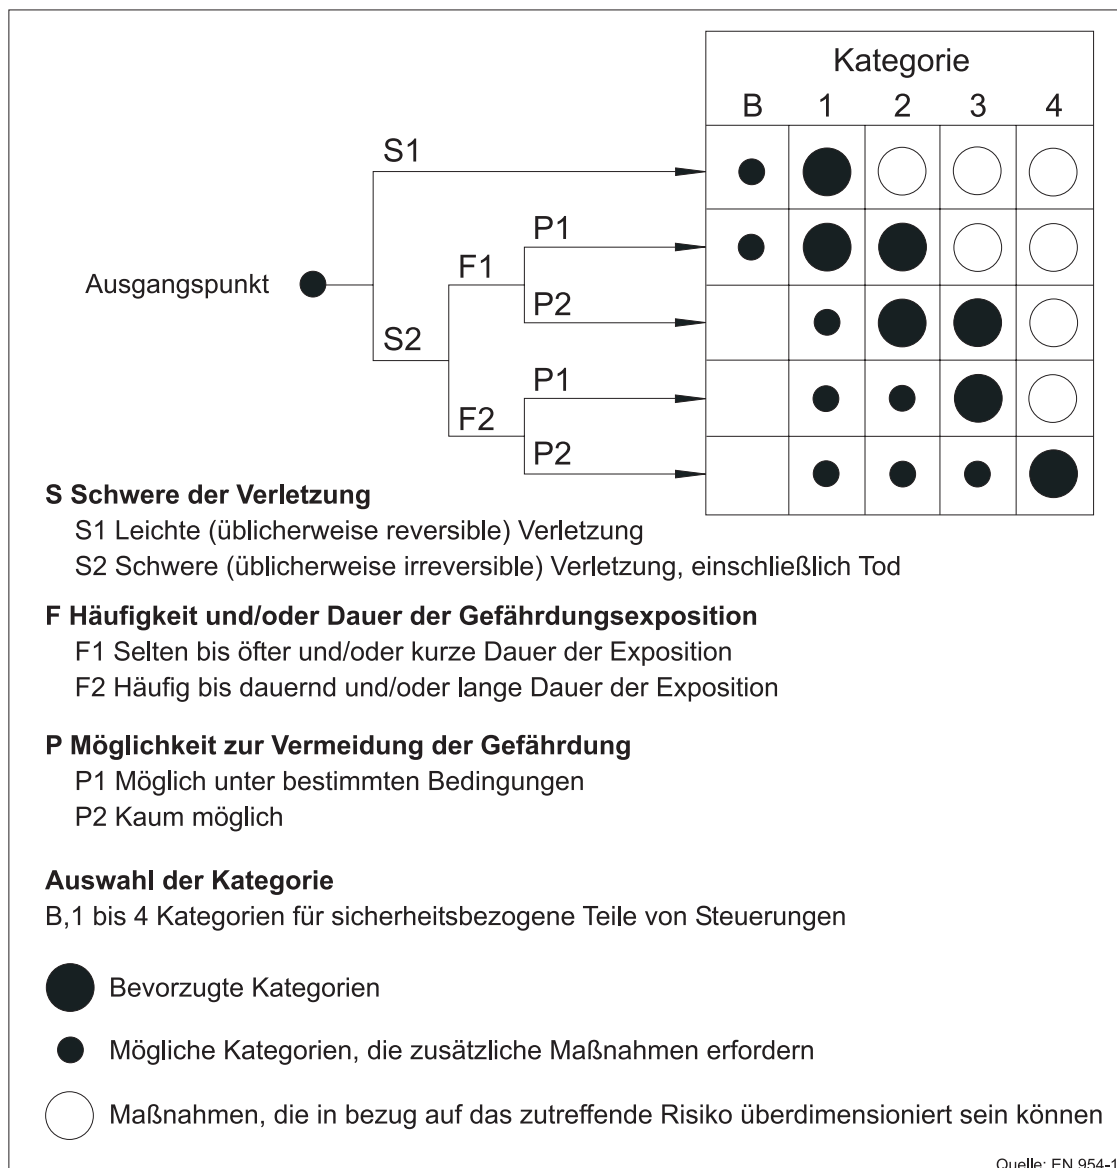 Kategorie
B 1 2 3 4
S1
P1
F1
Ausgangspunkt
P2
S2
P1
F2
P2
S Schwere der Verletzung
S1 Leichte (üblicherweise reversible) Verletzung
S2 Schwere (üblicherweise irreversible) Verletzung, einschließlich Tod
F Häufigkeit und/oder Dauer der Gefährdungsexposition
F1 Selten bis öfter und/oder kurze Dauer der Exposition
F2 Häufig bis dauernd und/oder lange Dauer der Exposition
P Möglichkeit zur Vermeidung der Gefährdung
P1 Möglich unter bestimmten Bedingungen
P2 Kaum möglich
Auswahl der Kategorie
B,1 bis 4 Kategorien für sicherheitsbezogene Teile von Steuerungen
Bevorzugte Kategorien
Mögliche Kategorien, die zusätzliche Maßnahmen erfordern
Maßnahmen, die in bezug auf das zutreffende Risiko überdimensioniert sein können
Quelle: EN 954-1